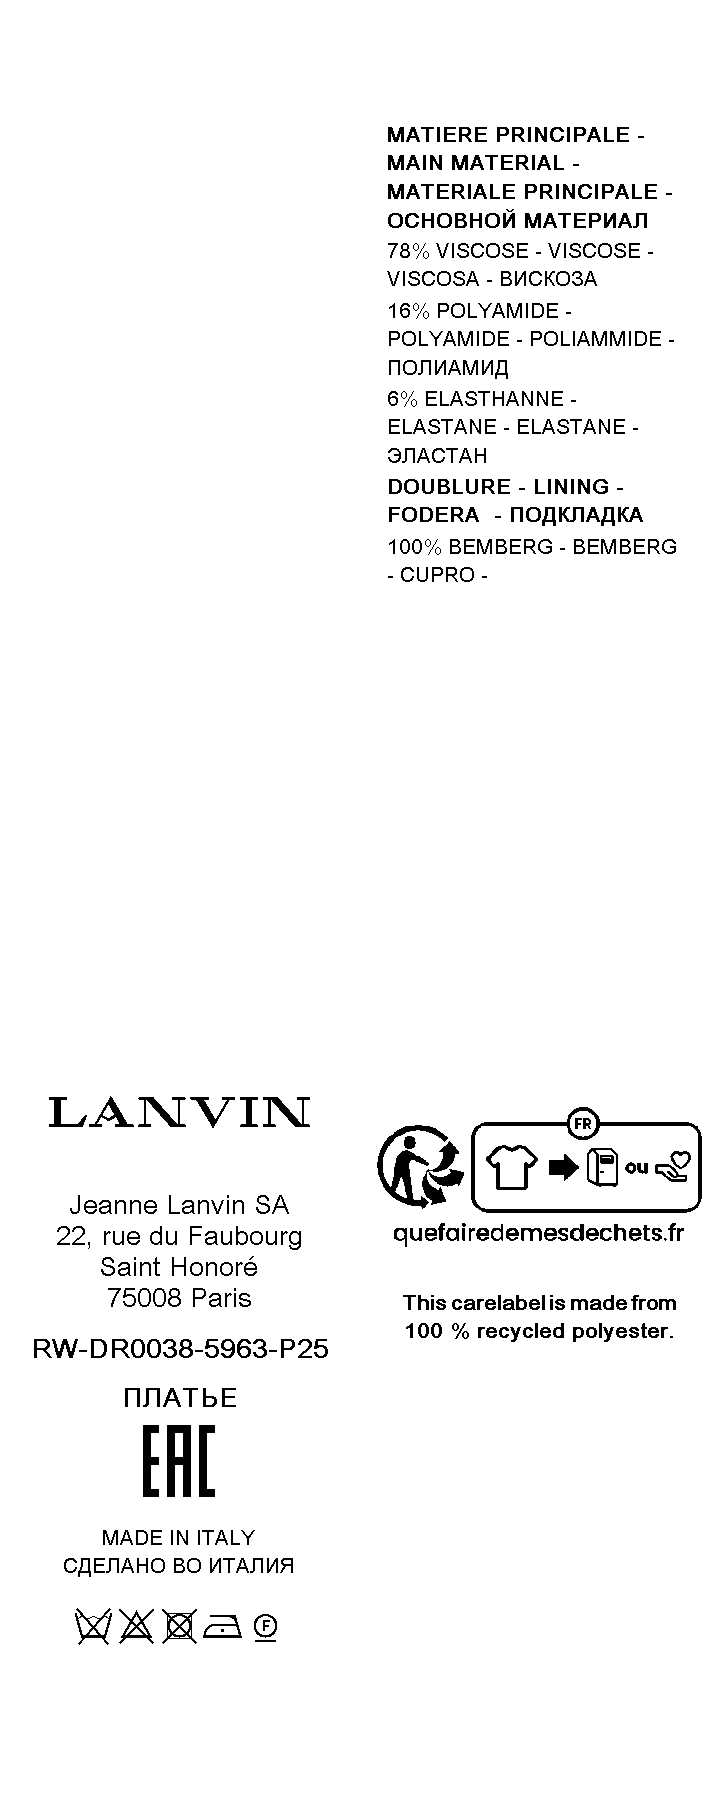 MATIERE PRINCIPALE -
MAIN MATERIAL -
MATERIALE PRINCIPALE -
ОСНОВНОЙ МАТЕРИАЛ
78% VISCOSE - VISCOSE -
VISCOSA - ВИСКОЗА
16% POLYAMIDE -
POLYAMIDE - POLIAMMIDE -
ПОЛИАМИД
6% ELASTHANNE -
ELASTANE - ELASTANE -
ЭЛАСТАН
DOUBLURE - LINING -
FODERA  - ПОДКЛАДКА
100% BEMBERG - BEMBERG
- CUPRO -
LANVIN
Jeanne Lanvin SA
22, rue du Faubourg
Saint Honoré
75008 Paris
RW-DR0038-5963-P25
ПЛАТЬЕ
EAC
MADE IN ITALY
СДЕЛАНО ВО ИТАЛИЯ
F
FR
ou
quefairedemesdechets.fr
This carelabel is made from
100 % recycled polyester.